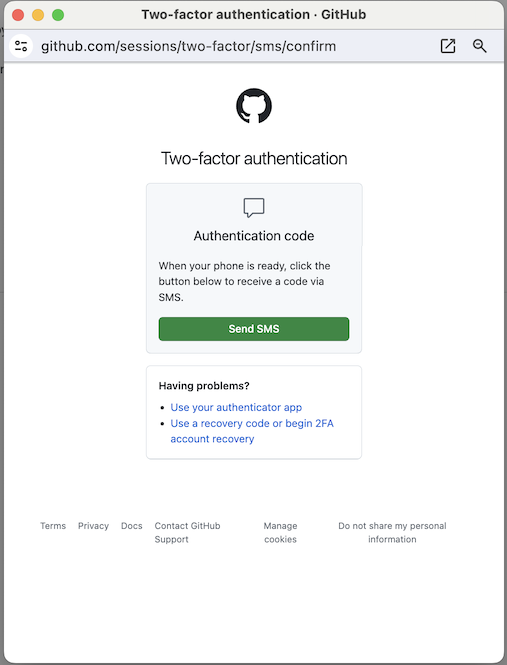 Two-factor authentication · GitHub
github.com/sessions/two-factor/sms/confirm
Two-factor authentication
Authentication code
When your phone is ready, click the
button below to receive a code via
SMS.
Send SMS
Having problems?
Use your authenticator app
Use a recovery code or begin 2FA
account recovery
Terms
Privacy
Docs
Contact GitHub
Support
Manage
cookies
Do not share my personal
information